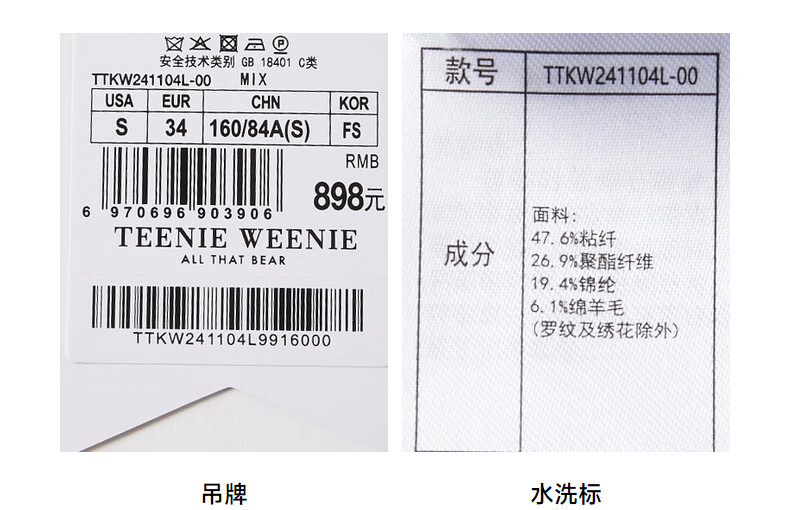 安全技术类别 GB 18401 C类
TTKW241104L-00 MIX
USA EUR CHN KOR
S 34 160/84A(S) FS
RMB
898元
6 970696 903906
TEENIE WEENIE
ALL THAT BEAR
TTKW241104L9916000
吊牌
款号 TTKW241104L-00
成分
面料:
47.6%粘纤
26.9%聚酯纤维
19.4%锦纶
6.1%绵羊毛
(罗纹及绣花除外)
水洗标